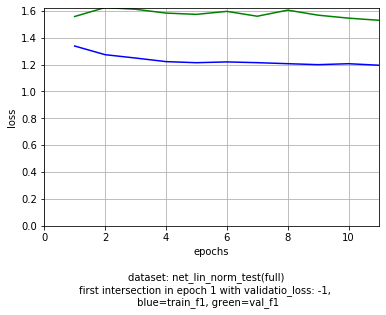 1.6
1.4
1.2
1.0
0.8
0.6
0.4
0.2
0.0
loss
0 2 4 6 8 10
epochs
dataset: net_lin_norm_test(full)
first intersection in epoch 1 with validatio_loss: -1,
blue=train_f1, green=val_f1